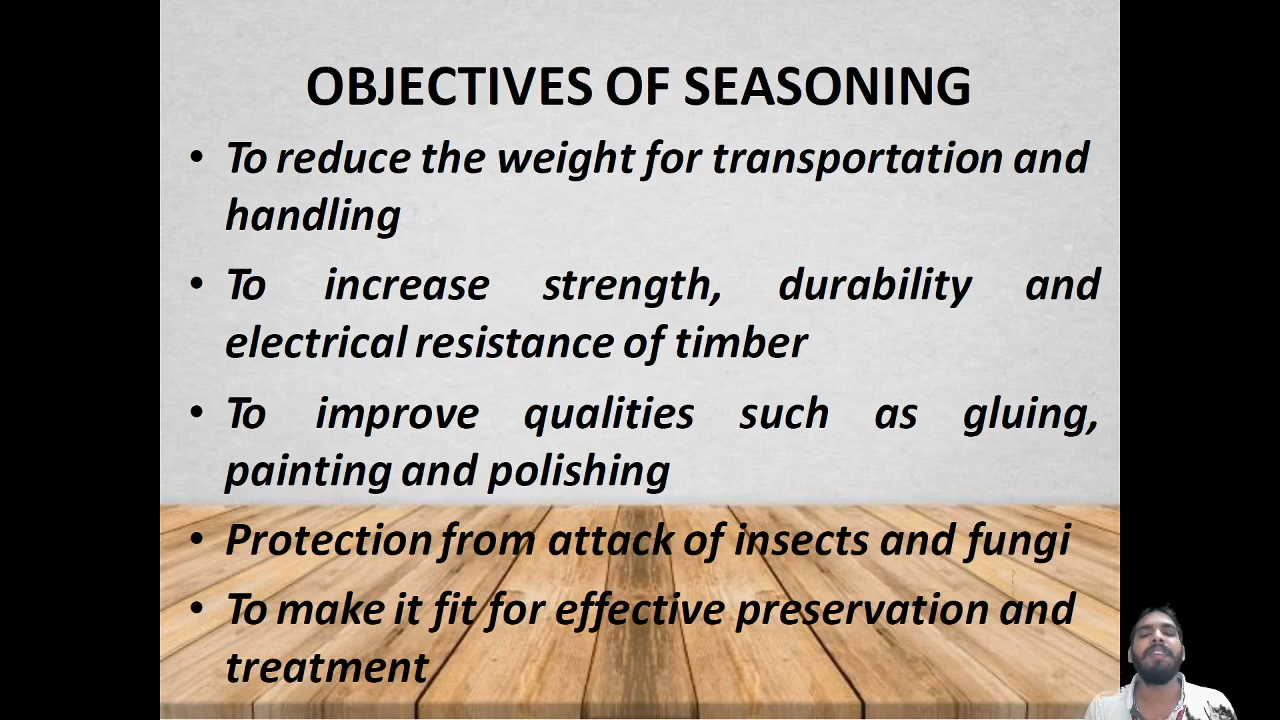 OBJECTIVES OF SEASONING
• To reduce the weight for transportation and
handling
• To increase strength, durability and
electrical resistance of timber
• To improve qualities such as gluing,
painting and polishing
• Protection from attack of insects and fungi
• To make it fit for effective preservation and
treatment